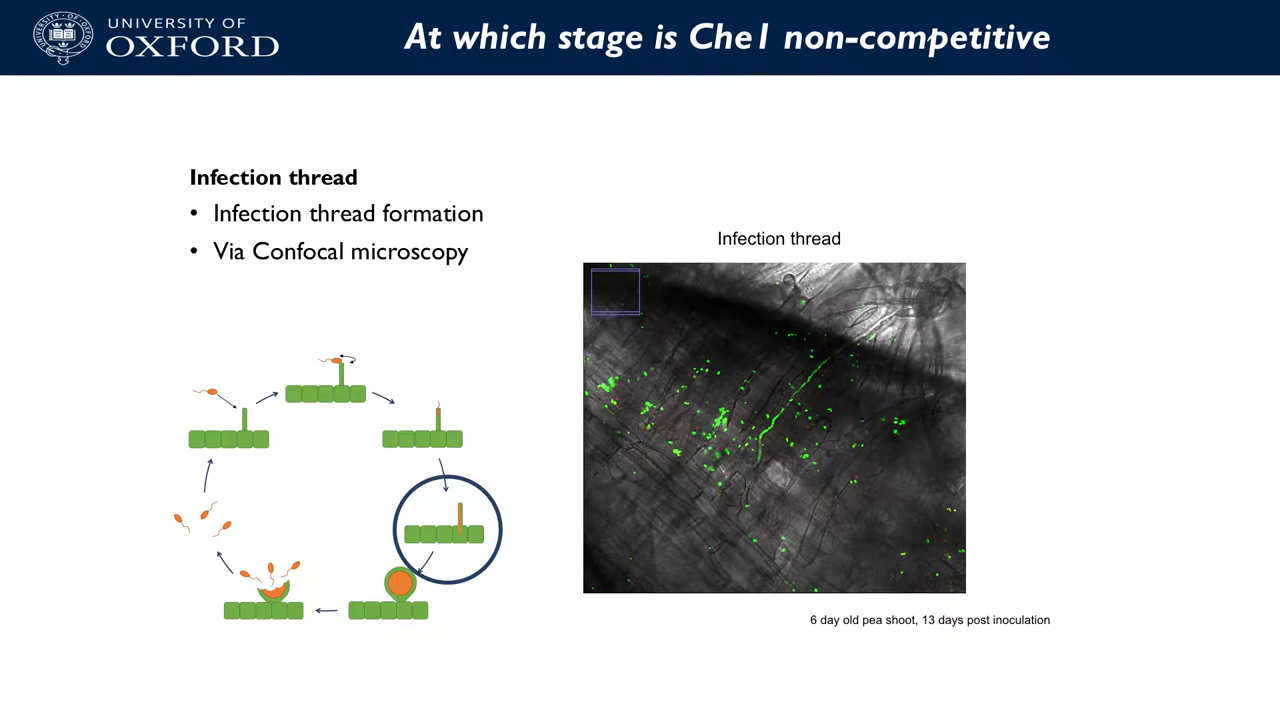 UNIVERSITY OF
OXFORD
At which stage is Che1 non-competitive
Infection thread
• Infection thread formation
• Via Confocal microscopy
Infection thread
6 day old pea shoot, 13 days post inoculation